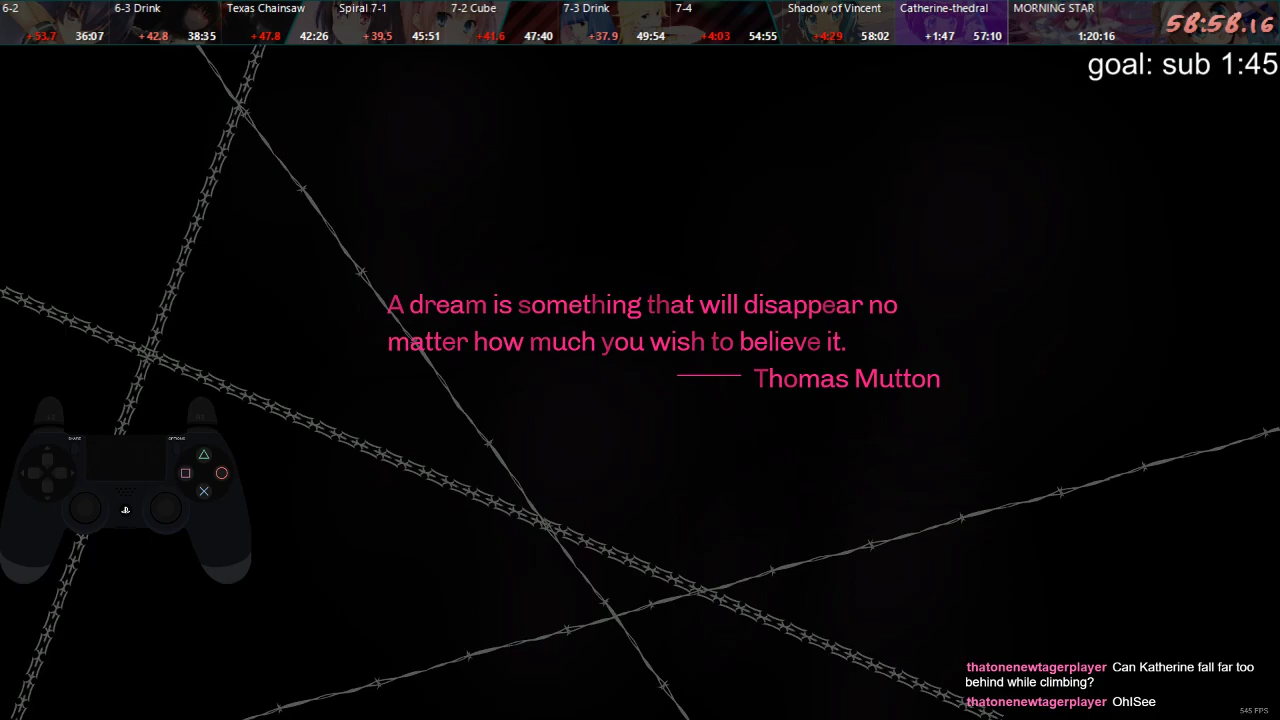 6-2 6-3 Drink Texas Chainsaw Spiral 7-1 7-2 Cube 7-3 Drink 7-4 Shadow of Vincent Catherine-thedral MORNING STAR
+53.7 36:07 +42.8 38:35 +47.8 42:26 +39.5 45:51 +41.6 47:40 +37.9 49:54 +4:03 54:55 +4:29 58:02 +1:47 57:10 1:20:16 58:58.16
goal: sub 1:45
A dream is something that will disappear no
matter how much you wish to believe it.
Thomas Mutton
SHARE OPTIONS
thatonenewtagerplayer Can Katherine fall far too
behind while climbing?
thatonenewtagerplayer OhISee
545 FPS